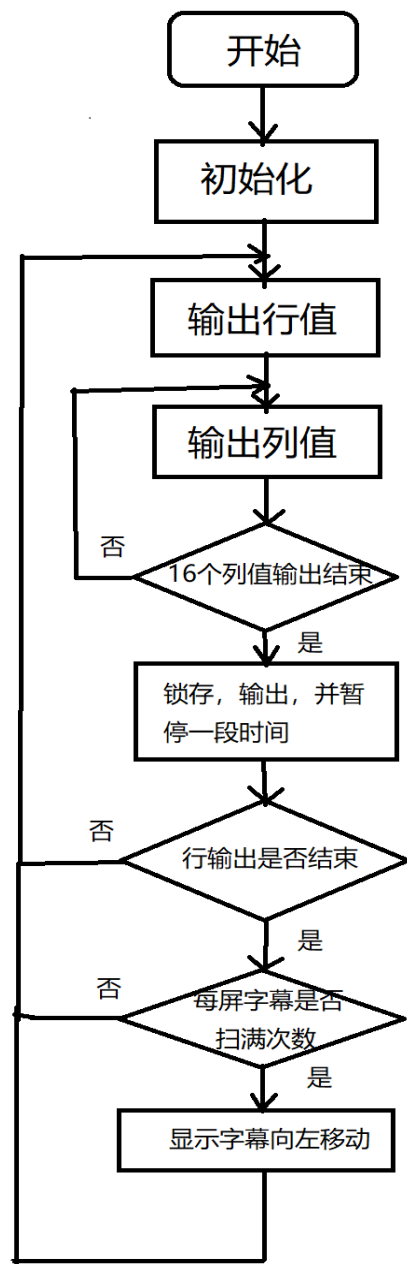 开始
初始化
输出行值
输出列值
否
16个列值输出结束
是
锁存，输出，并暂
停一段时间
否
行输出是否结束
是
否
每屏字幕是否
扫满次数
是
显示字幕向左移动